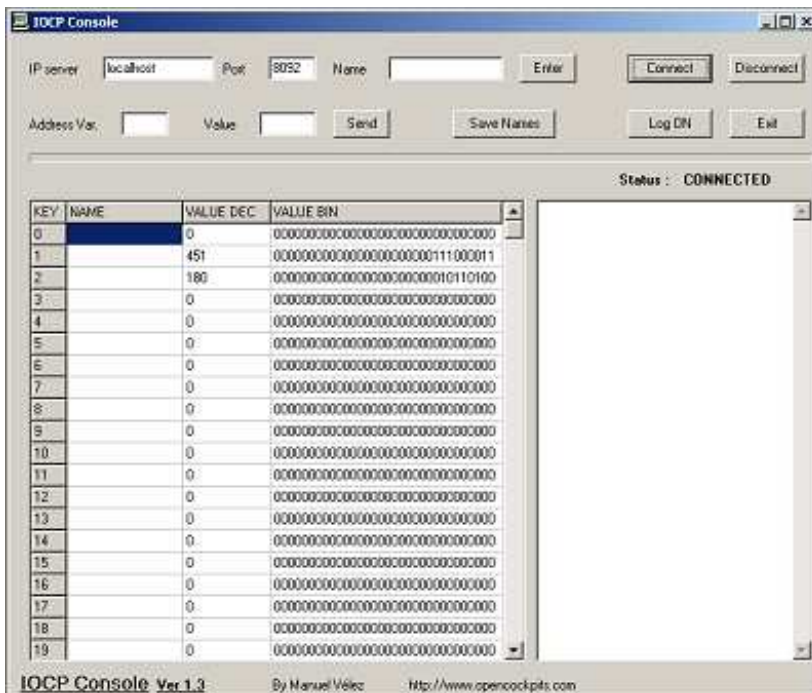 IOCP Console
IP server localhost Port 8092 Name Enter Connect Disconnect
Address Var. Value Send Save Names Log ON Exit
Status : CONNECTED
KEY NAME VALUE DEC VALUE BIN
0 0 00000000000000000000000000000000
1 451 00000000000000000000000111000011
2 180 00000000000000000000000010110100
3 0 00000000000000000000000000000000
4 0 00000000000000000000000000000000
5 0 00000000000000000000000000000000
6 0 00000000000000000000000000000000
7 0 00000000000000000000000000000000
8 0 00000000000000000000000000000000
9 0 00000000000000000000000000000000
10 0 00000000000000000000000000000000
11 0 00000000000000000000000000000000
12 0 00000000000000000000000000000000
13 0 00000000000000000000000000000000
14 0 00000000000000000000000000000000
15 0 00000000000000000000000000000000
16 0 00000000000000000000000000000000
17 0 00000000000000000000000000000000
18 0 00000000000000000000000000000000
19 0 00000000000000000000000000000000
IOCP Console Ver 1.3 By Manuel Vélez http://www.opencockpits.com